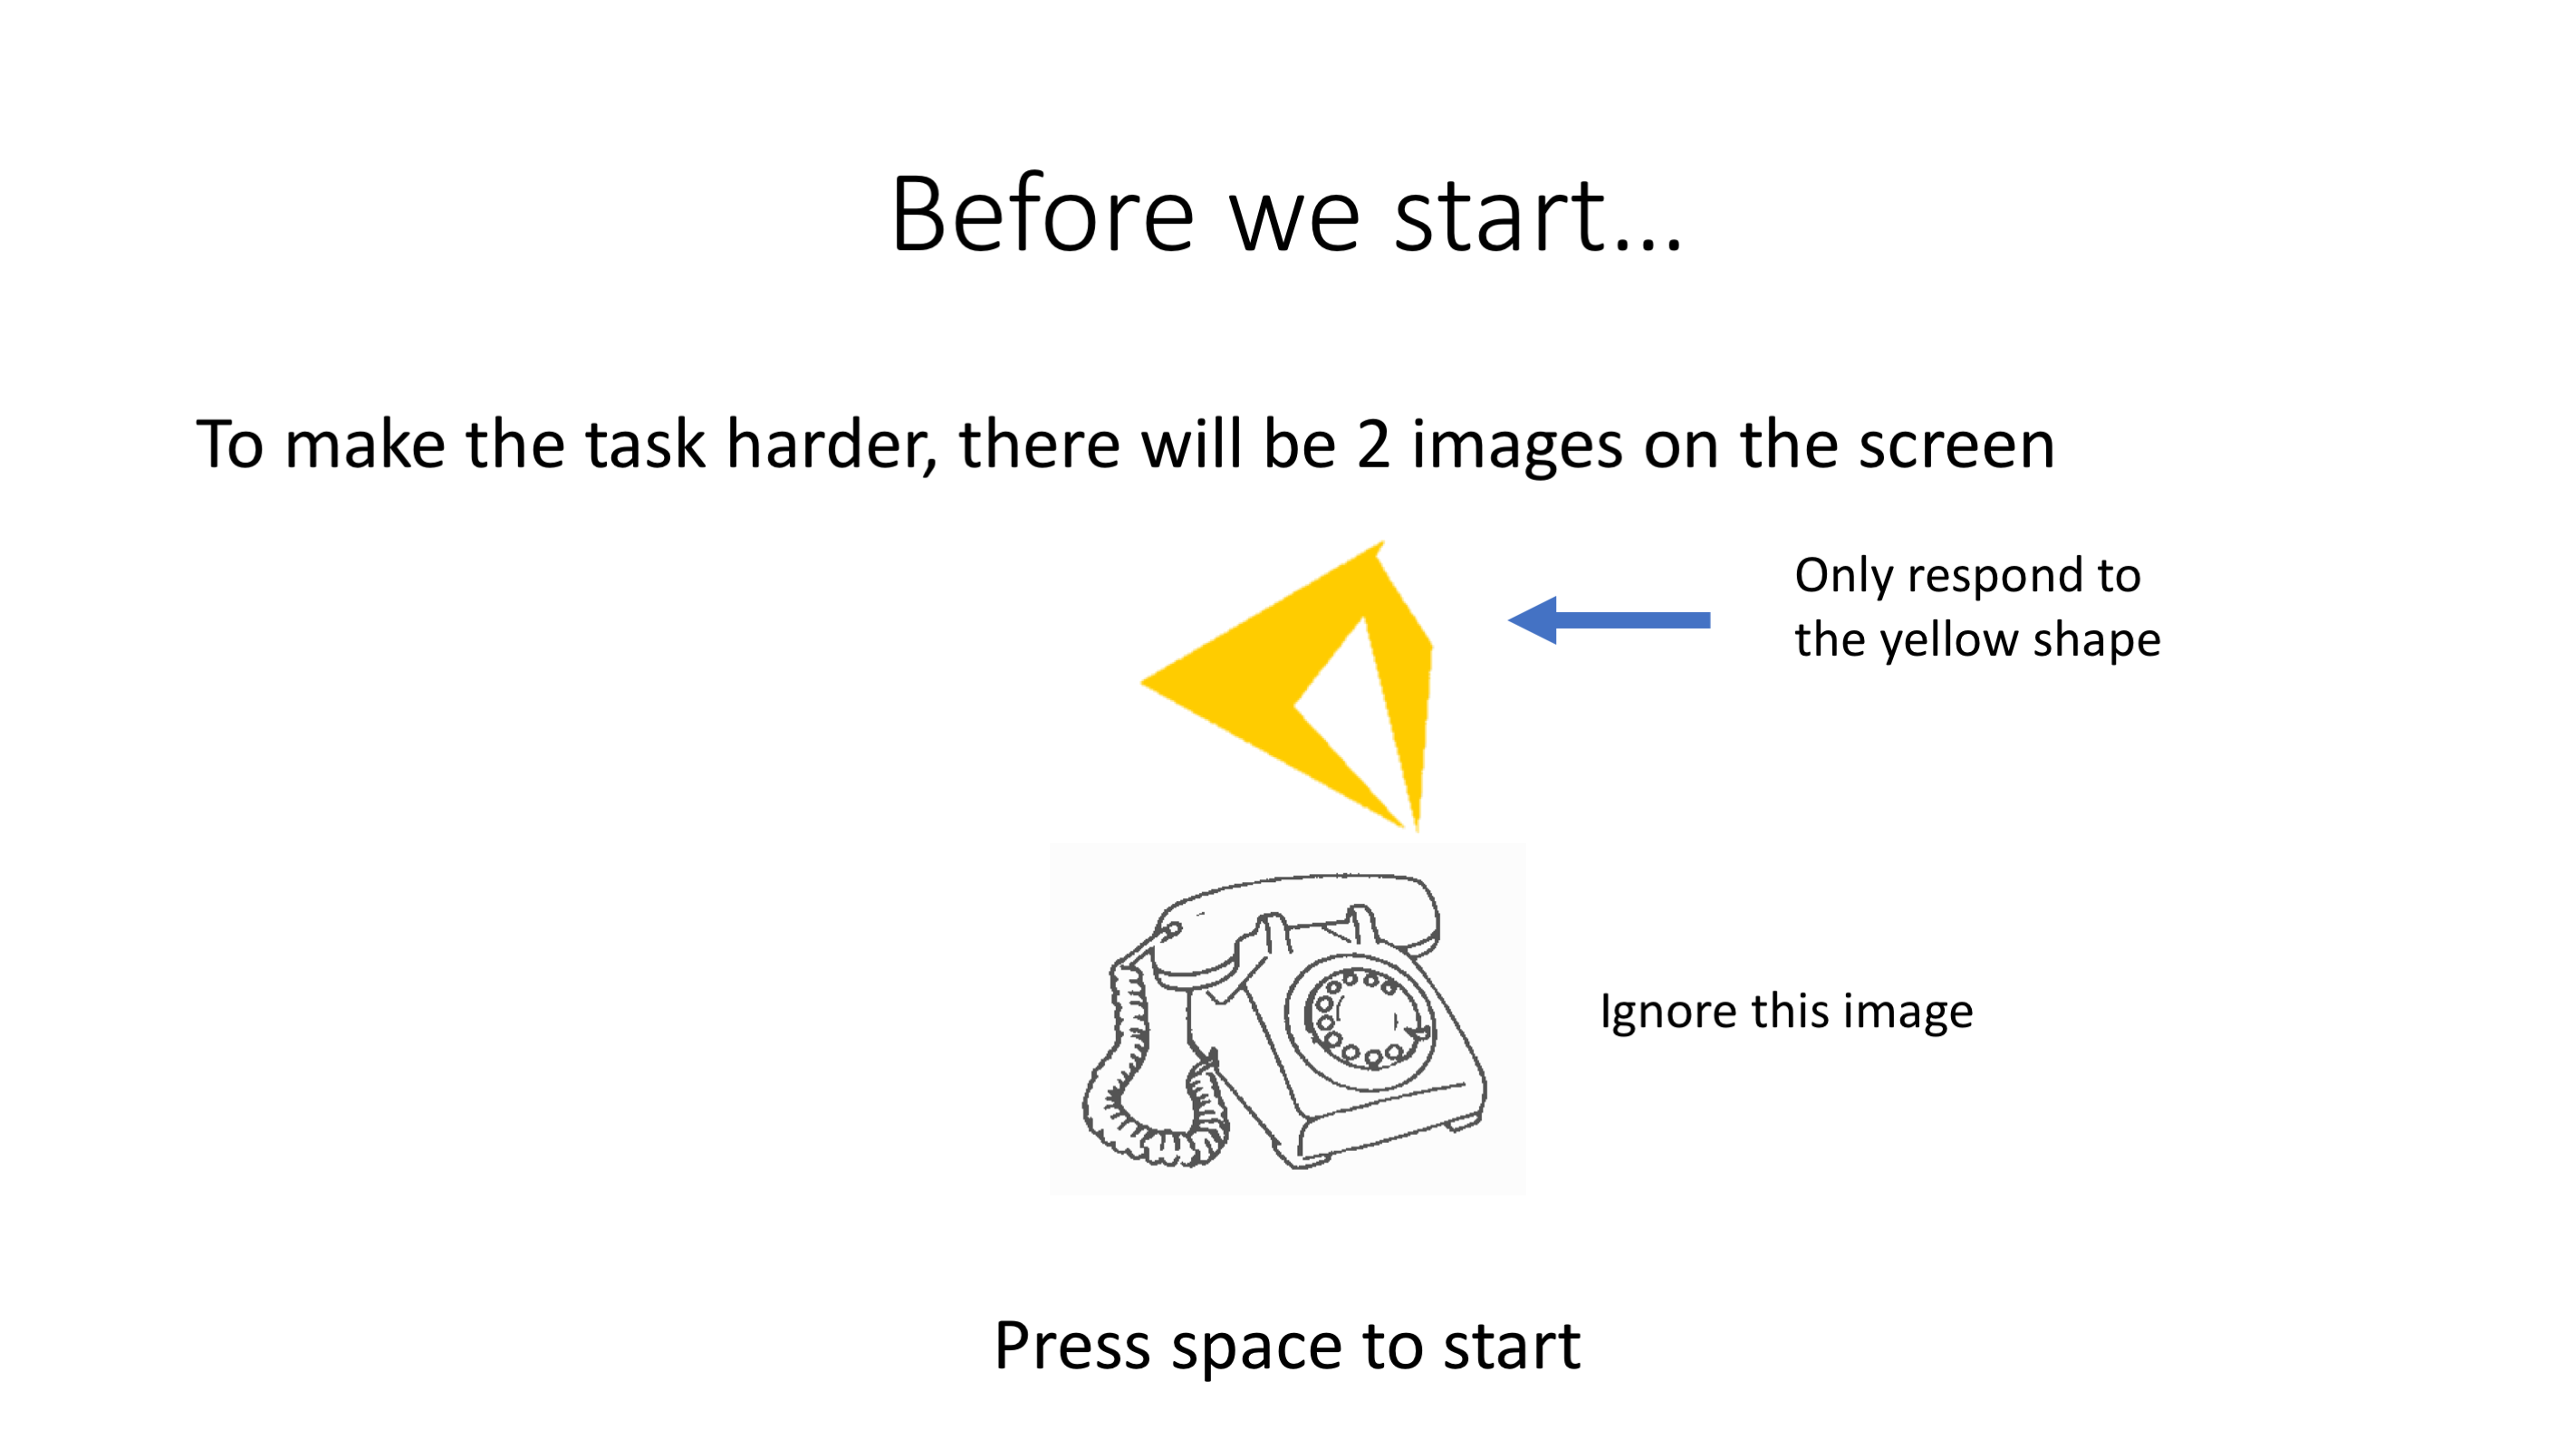 Before we start...
To make the task harder, there will be 2 images on the screen
Only respond to
the yellow shape
Ignore this image
Press space to start